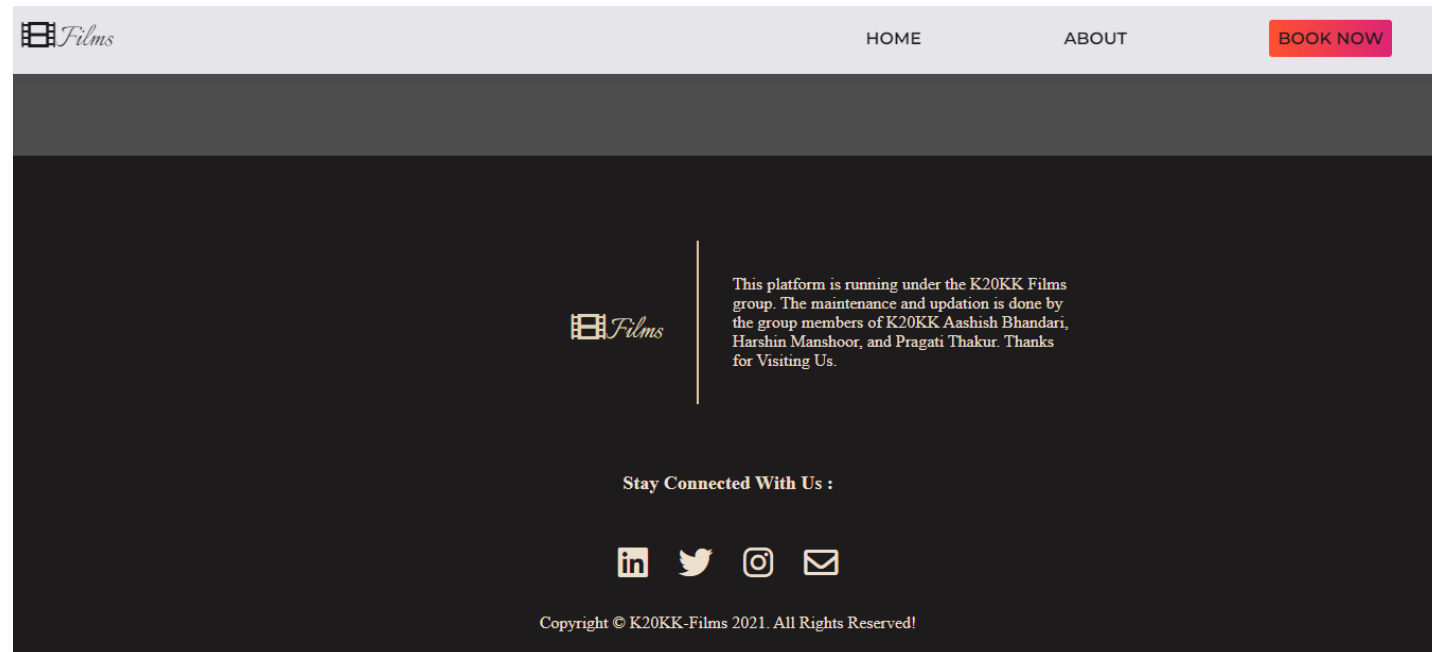 Films
HOME
ABOUT
BOOK NOW
Films
This platform is running under the K20KK Films
group. The maintenance and updation is done by
the group members of K20KK Aashish Bhandari,
Harshin Manshoor, and Pragati Thakur. Thanks
for Visiting Us.
Stay Connected With Us :
in
Copyright © K20KK-Films 2021. All Rights Reserved!